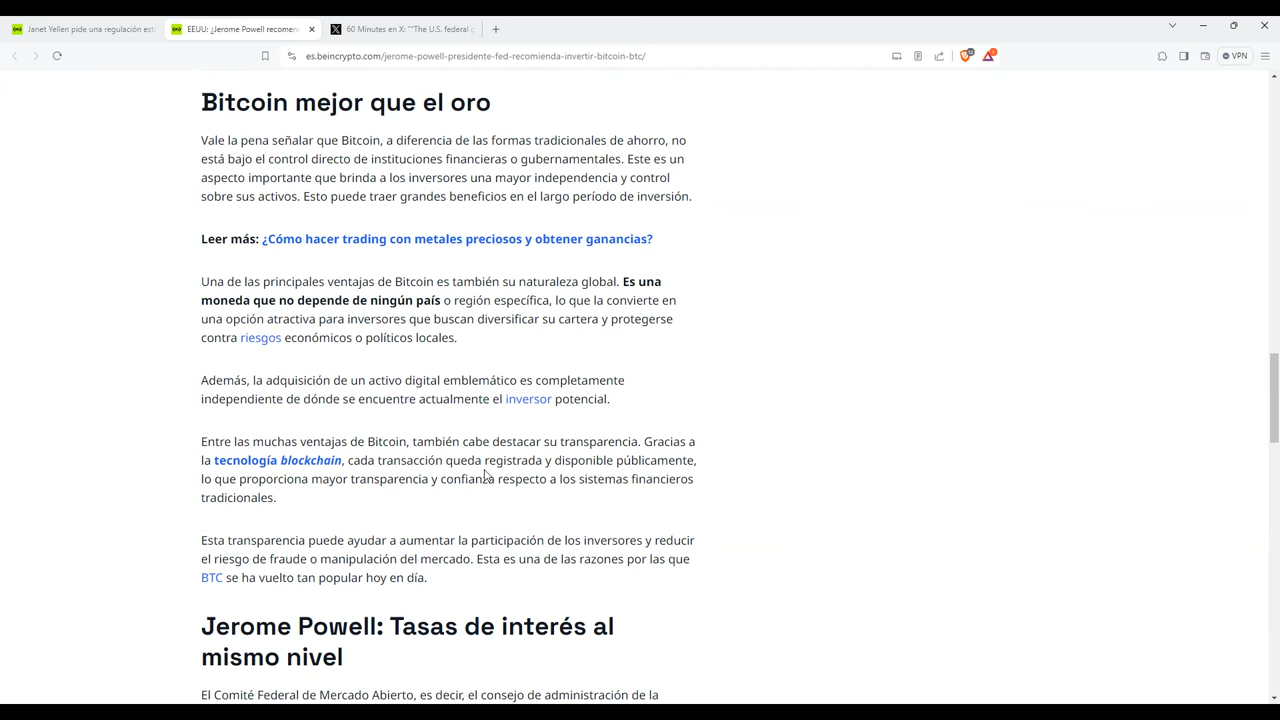 Janet Yellen pide una regulación est
EEUU: ¿Jerome Powell recomen
60 Minutes en X: "The U.S. federal g
es.beincrypto.com/jerome-powell-presidente-fed-recomienda-invertir-bitcoin-btc/
VPN
Bitcoin mejor que el oro
Vale la pena señalar que Bitcoin, a diferencia de las formas tradicionales de ahorro, no
está bajo el control directo de instituciones financieras o gubernamentales. Este es un
aspecto importante que brinda a los inversores una mayor independencia y control
sobre sus activos. Esto puede traer grandes beneficios en el largo período de inversión.
Leer más: ¿Cómo hacer trading con metales preciosos y obtener ganancias?
Una de las principales ventajas de Bitcoin es también su naturaleza global. Es una
moneda que no depende de ningún país o región específica, lo que la convierte en
una opción atractiva para inversores que buscan diversificar su cartera y protegerse
contra riesgos económicos o políticos locales.
Además, la adquisición de un activo digital emblemático es completamente
independiente de dónde se encuentre actualmente el inversor potencial.
Entre las muchas ventajas de Bitcoin, también cabe destacar su transparencia. Gracias a
la tecnología blockchain, cada transacción queda registrada y disponible públicamente,
lo que proporciona mayor transparencia y confianza respecto a los sistemas financieros
tradicionales.
Esta transparencia puede ayudar a aumentar la participación de los inversores y reducir
el riesgo de fraude o manipulación del mercado. Esta es una de las razones por las que
BTC se ha vuelto tan popular hoy en día.
Jerome Powell: Tasas de interés al
mismo nivel
El Comité Federal de Mercado Abierto, es decir, el consejo de administración de la